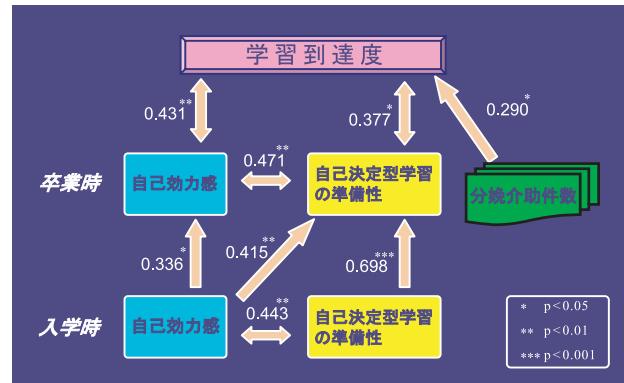 学習到達度
0.431**
0.377*
0.290*
卒業時
自己効力感
0.471**
自己決定型学習
の準備性
分娩介助件数
0.336*
0.415**
0.698***
入学時
自己効力感
0.443**
自己決定型学習
の準備性
* p<0.05
** p<0.01
*** p<0.001